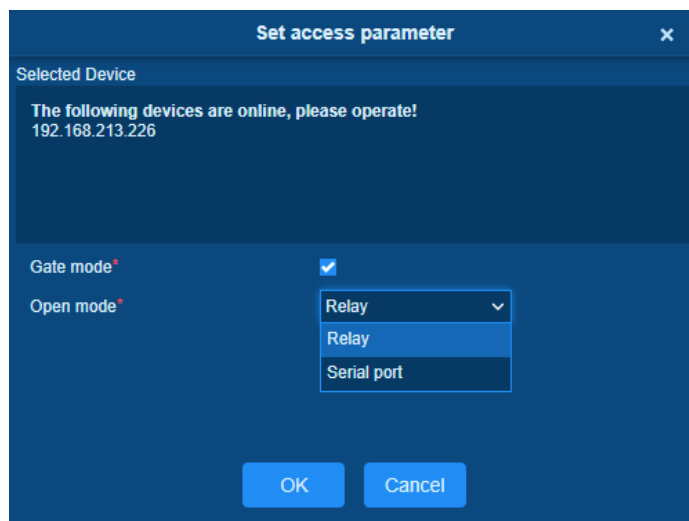 Set access parameter ×
Selected Device
The following devices are online, please operate!
192.168.213.226
Gate mode*
Open mode* Relay
Relay
Serial port
OK Cancel